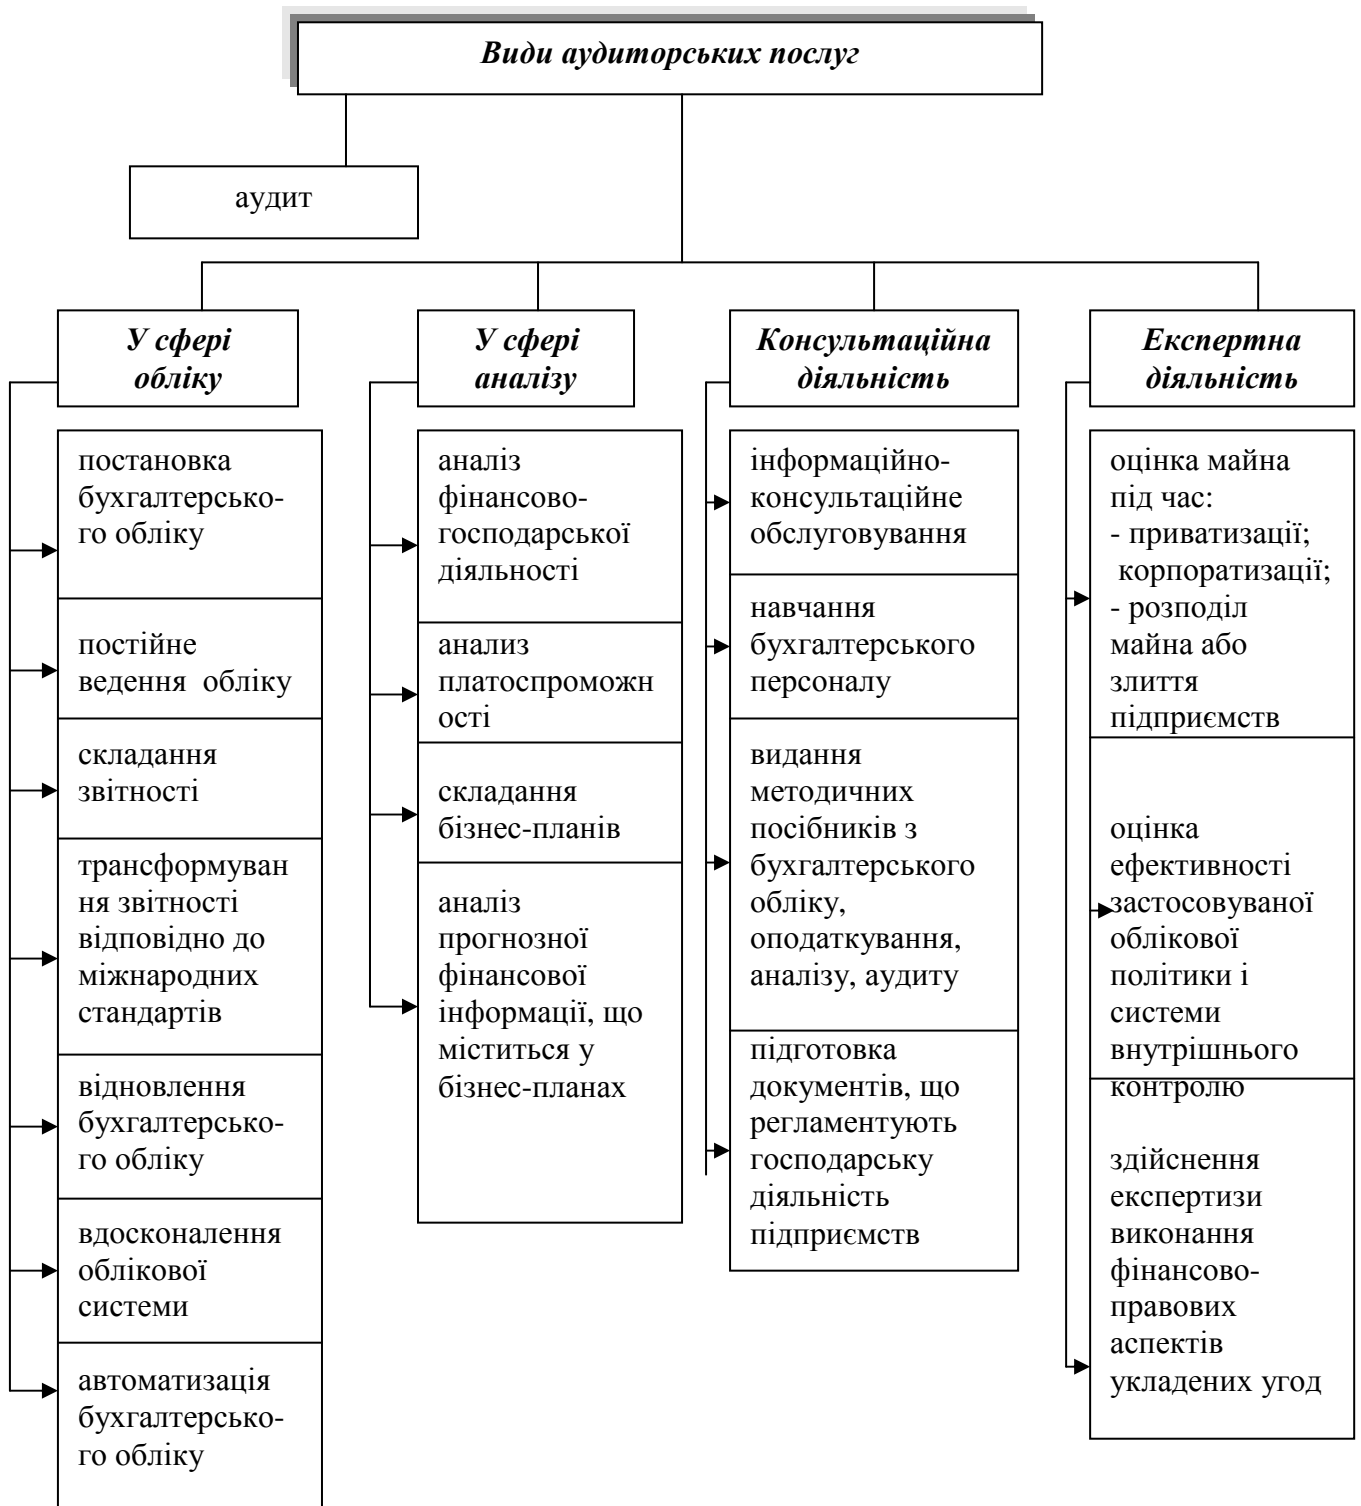 Види аудиторських послуг
аудит
У сфері
обліку
постановка
бухгалтерсько-
го обліку
постійне
ведення обліку
складання
звітності
трансформуван
ня звітності
відповідно до
міжнародних
стандартів
відновлення
бухгалтерсько-
го обліку
вдосконалення
облікової
системи
автоматизація
бухгалтерсько-
го обліку
У сфері
аналізу
аналіз
фінансово-
господарської
діяльності
анализ
платоспроможн
ості
складання
бізнес-планів
аналіз
прогнозної
фінансової
інформації, що
міститься у
бізнес-планах
Консультаційна
діяльність
інформаційно-
консультаційне
обслуговування
навчання
бухгалтерського
персоналу
видання
методичних
посібників з
бухгалтерського
обліку,
оподаткування,
аналізу, аудиту
підготовка
документів, що
регламентують
господарську
діяльність
підприємств
Експертна
діяльність
оцінка майна
під час:
- приватизації;
корпоратизації;
- розподіл
майна або
злиття
підприємств
оцінка
ефективності
застосовуваної
облікової
політики і
системи
внутрішнього
контролю
здійснення
експертизи
виконання
фінансово-
правових
аспектів
укладених угод